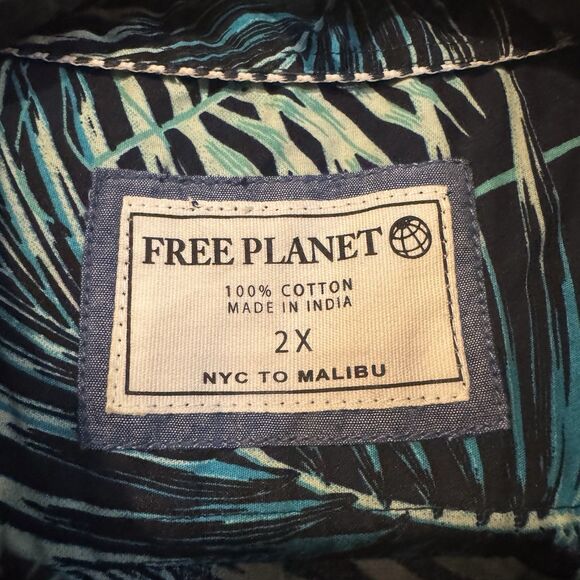 FREE PLANET
100% COTTON
MADE IN INDIA
2X
NYC TO MALIBU